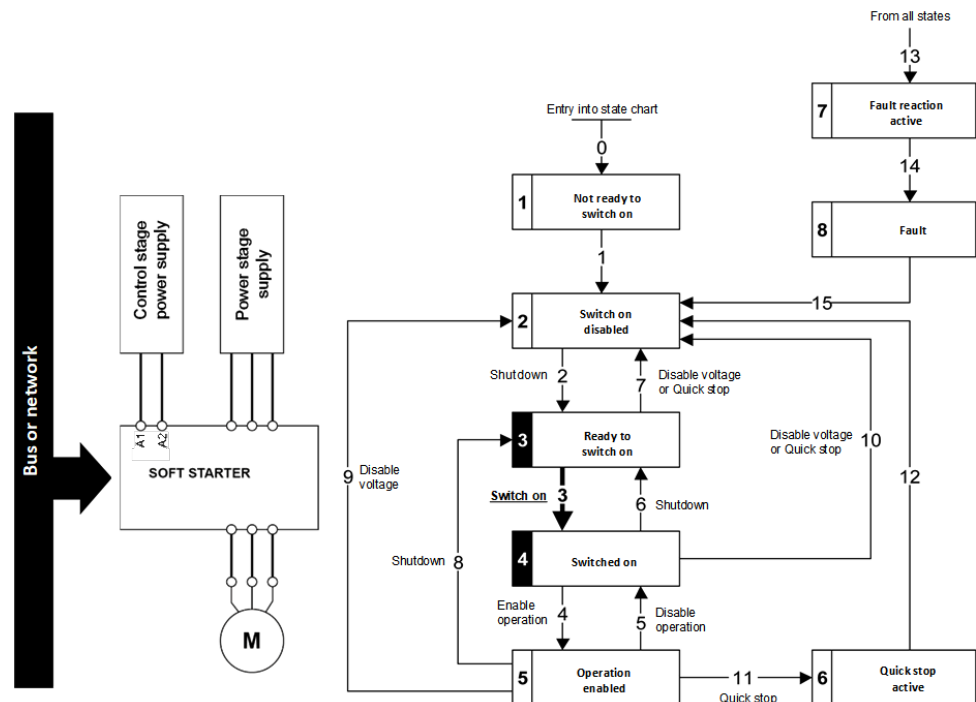 Bus or network
Control stage
power supply
Power stage
supply
A1
A2
SOFT STARTER
M
From all states
13
7
Fault reaction
active
14
8
Fault
15
Entry into state chart
0
1
Not ready to
switch on
1
2
Switch on
disabled
Shutdown
2
7
Disable voltage
or Quick stop
3
Ready to
switch on
Switch on
3
6
Shutdown
4
Switched on
Enable
operation
4
5
Disable
operation
5
Operation
enabled
11
Quick stop
6
Quick stop
active
9
Disable
voltage
Shutdown
8
Disable voltage
or Quick stop
10
12